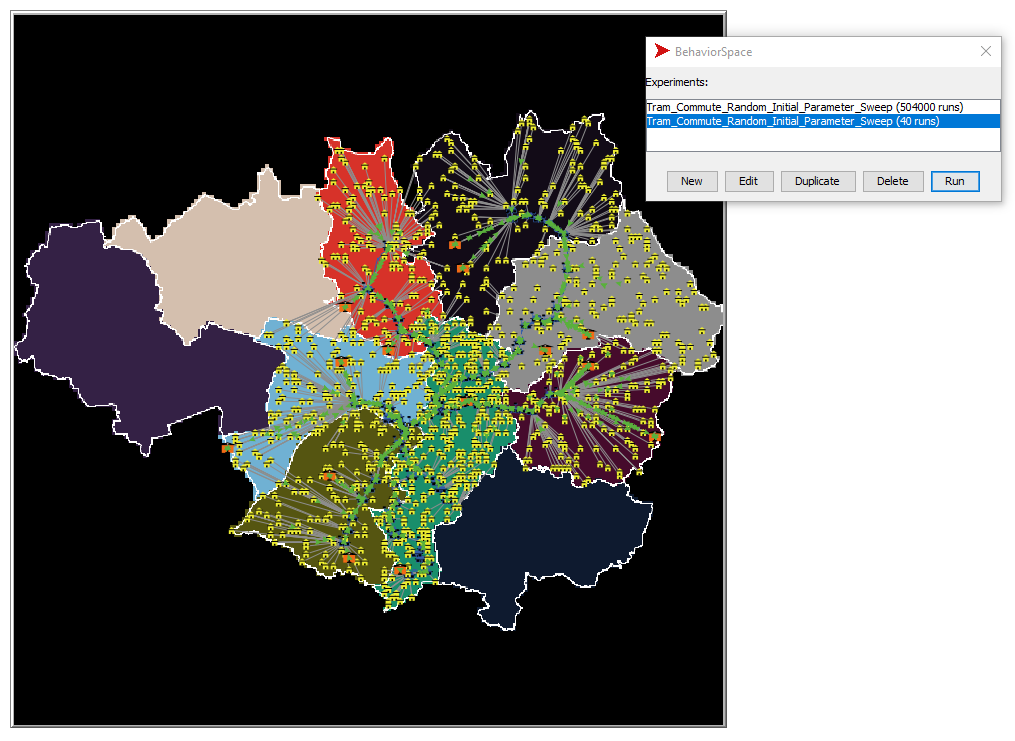 BehaviorSpace
Experiments:
Tram_Commute_Random_Initial_Parameter_Sweep (504000 runs)
Tram_Commute_Random_Initial_Parameter_Sweep (40 runs)
New Edit Duplicate Delete Run